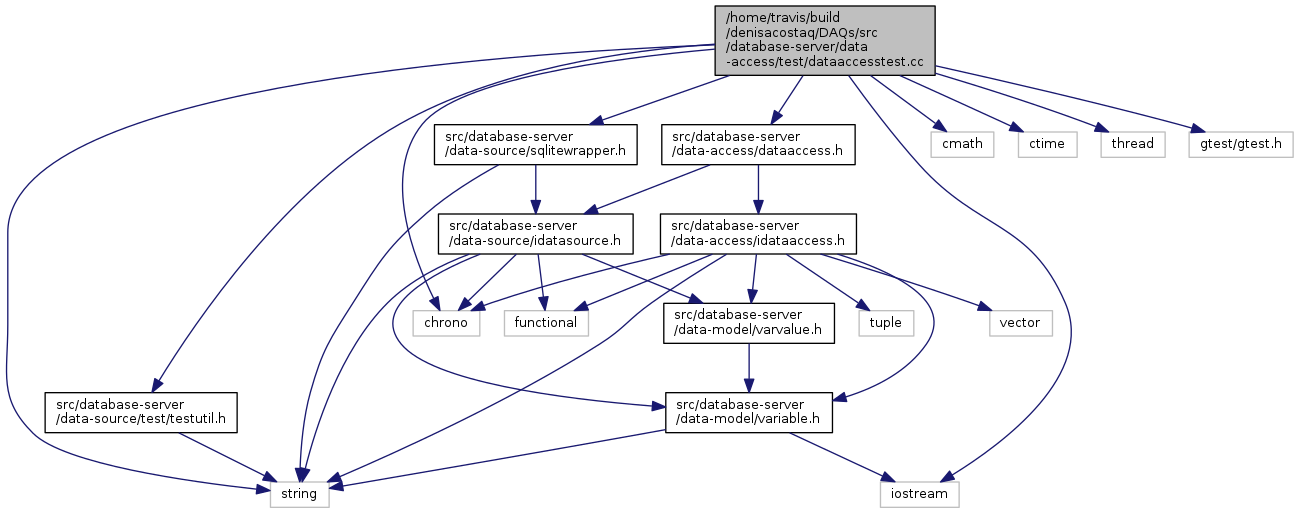 /home/travis/build
/denisacostaq/DAQs/src
/database-server/data
-access/test/dataaccesstest.cc
src/database-server
/data-source/sqlitewrapper.h
src/database-server
/data-access/dataaccess.h
cmath
ctime
thread
gtest/gtest.h
src/database-server
/data-source/idatasource.h
src/database-server
/data-access/idataaccess.h
chrono
functional
src/database-server
/data-model/varvalue.h
tuple
vector
src/database-server
/data-source/test/testutil.h
src/database-server
/data-model/variable.h
string
iostream